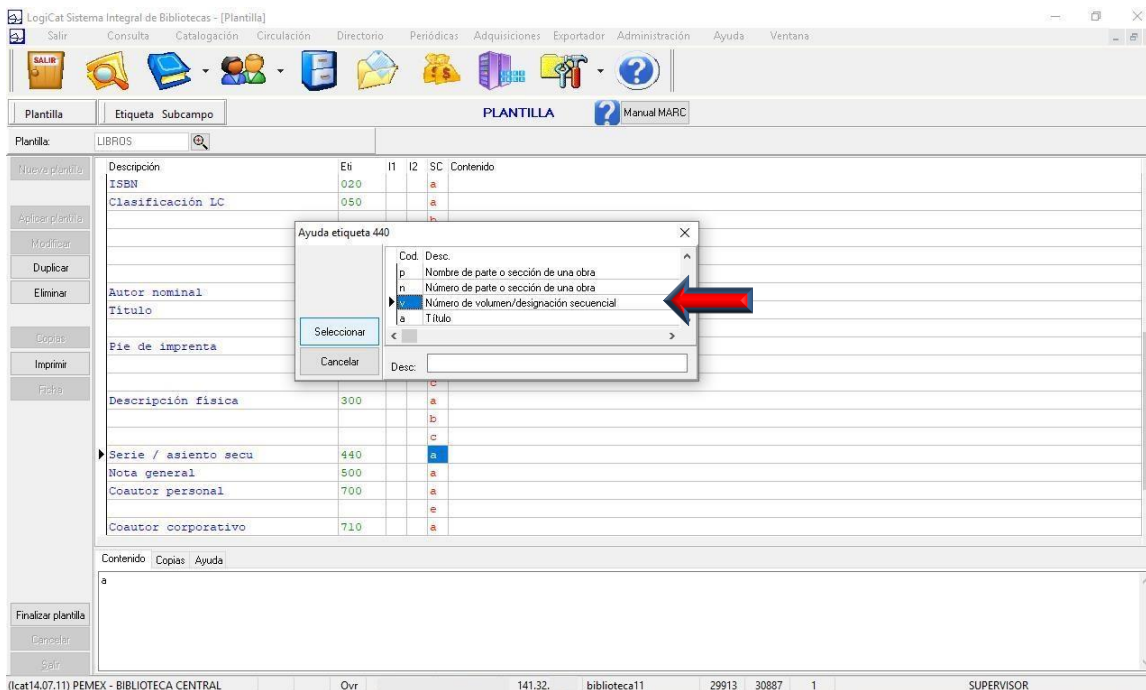 LogiCat Sistema Integral de Bibliotecas - [Plantilla]
Salir Consulta Catalogación Circulación Directorio Periódicas Adquisiciones Exportador Administración Ayuda Ventana
SALIR
Plantilla Etiqueta Subcampo PLANTILLA Manual MARC
Plantilla: LIBROS
Nueva plantilla
Aplicar plantilla
Modificar
Duplicar
Eliminar
Copias
Imprimir
Ficha
Descripción Eti I1 I2 SC Contenido
ISBN 020 a
Clasificación LC 050 a
b
Autor nominal
Título
Pie de imprenta
c
Descripción física 300 a
b
c
Serie / asiento secu 440 a
Nota general 500 a
Coautor personal 700 a
e
Coautor corporativo 710 a
Ayuda etiqueta 440
Cod. Desc.
p Nombre de parte o sección de una obra
n Número de parte o sección de una obra
v Número de volumen/designación secuencial
a Título
Seleccionar
Cancelar
Desc:
Contenido Copias Ayuda
a
Finalizar plantilla
Cancelar
Salir
(lcat14.07.11) PEMEX - BIBLIOTECA CENTRAL Ovr 141.32. biblioteca11 29913 30887 1 SUPERVISOR